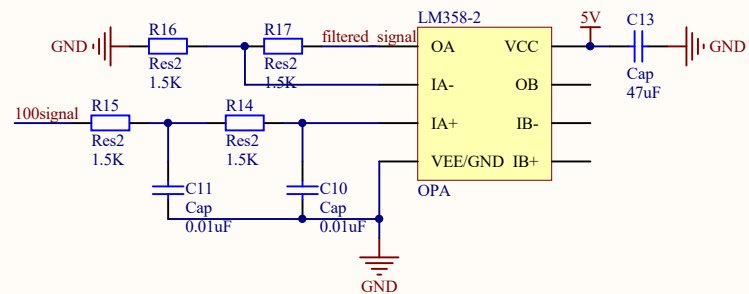 LM358-2
R16
R17
5V
C13
GND
filtered_signal
OA
VCC
GND
Res2
Res2
1.5K
1.5K
IA-
OB
Cap
47uF
R15
R14
100signal
IA+
IB-
Res2
Res2
1.5K
1.5K
VEE/GND
IB+
C11
C10
OPA
Cap
Cap
0.01uF
0.01uF
GND